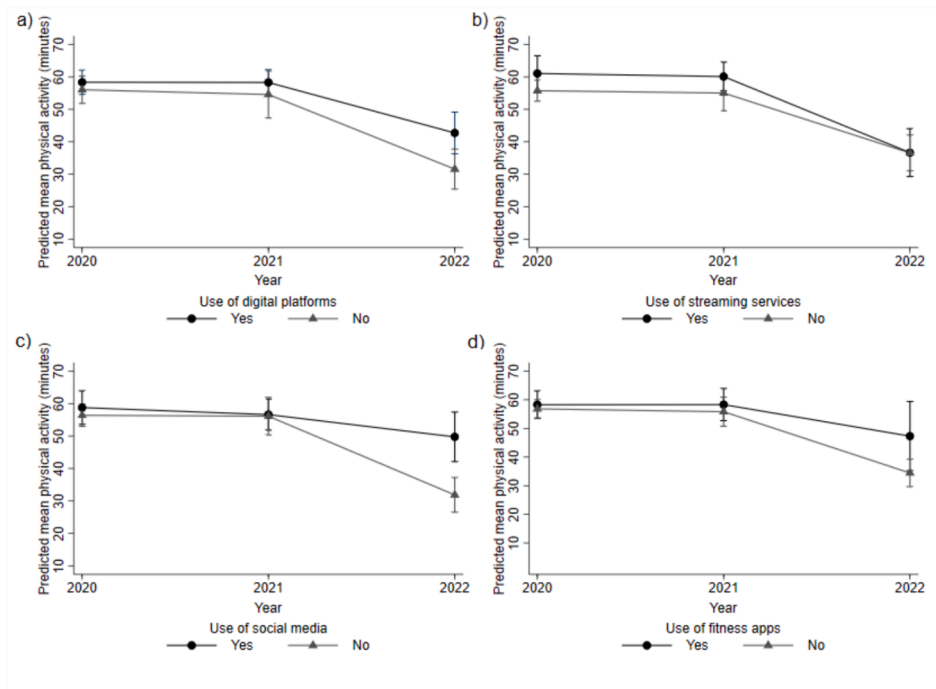 a)
Predicted mean physical activity (minutes)
70
60
50
40
30
20
10
2020 2021 2022
Year
Use of digital platforms
Yes No
b)
Predicted mean physical activity (minutes)
70
60
50
40
30
20
10
2020 2021 2022
Year
Use of streaming services
Yes No
c)
Predicted mean physical activity (minutes)
70
60
50
40
30
20
10
2020 2021 2022
Year
Use of social media
Yes No
d)
Predicted mean physical activity (minutes)
70
60
50
40
30
20
10
2020 2021 2022
Year
Use of fitness apps
Yes No